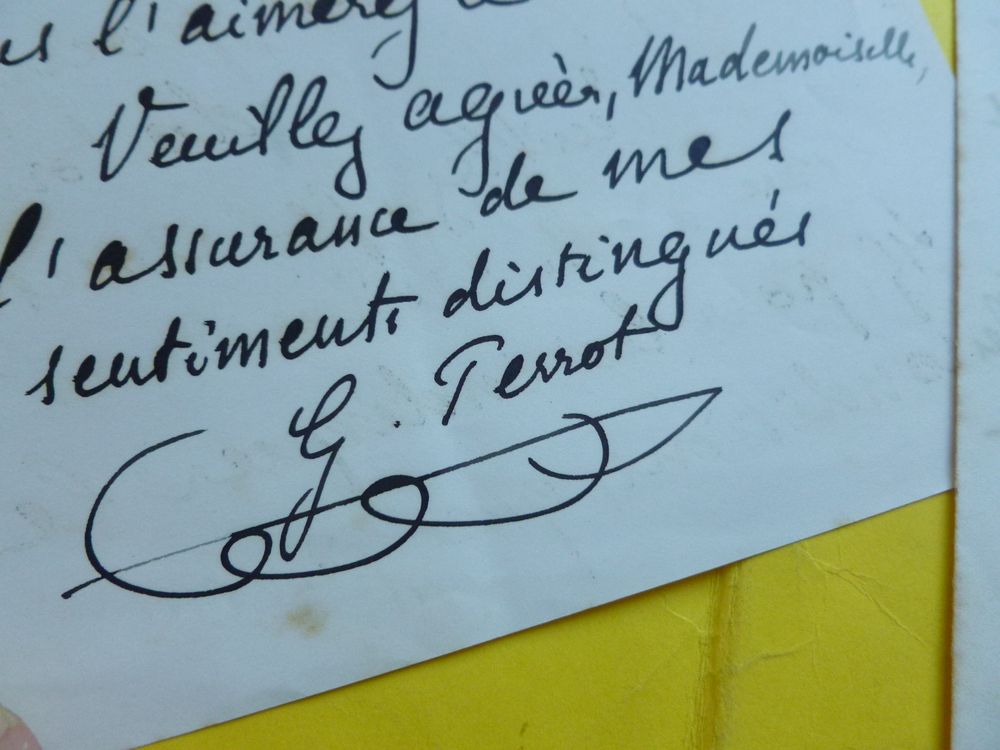 l'aimerez
Veuillez agréer, Mademoiselle,
l'assurance de mes
sentiments distingués
G. Perrot